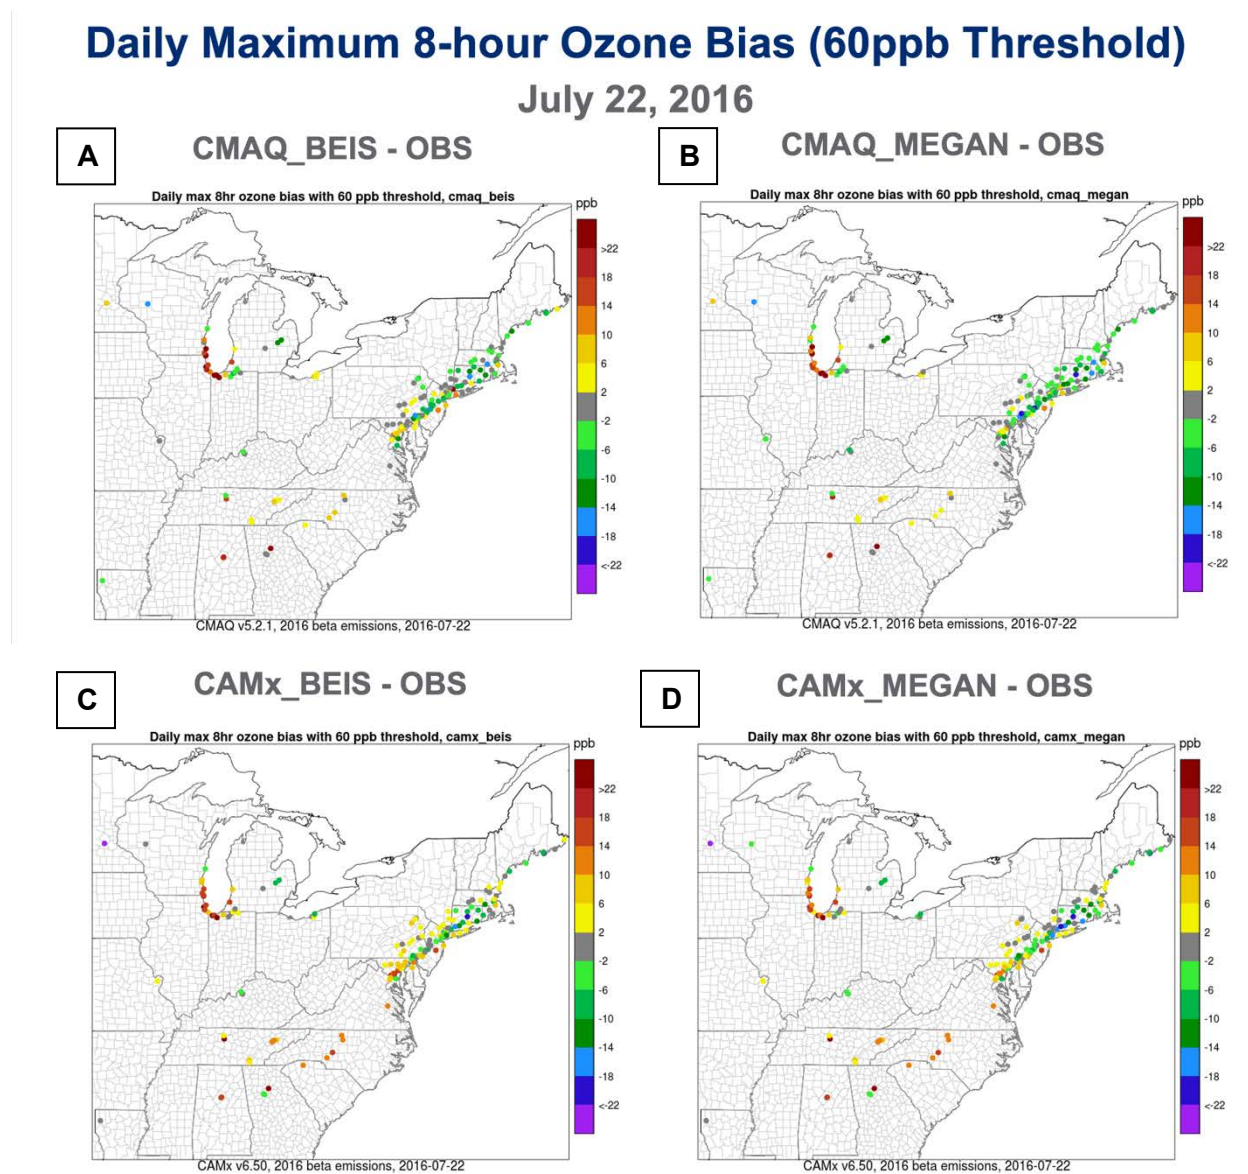 Daily Maximum 8-hour Ozone Bias (60ppb Threshold)
July 22, 2016
A
CMAQ_BEIS - OBS
Daily max 8hr ozone bias with 60 ppb threshold, cmaq_beis
ppb
>22
18
14
10
6
2
-2
-6
-10
-14
-18
<-22
CMAQ v5.2.1, 2016 beta emissions, 2016-07-22
B
CMAQ_MEGAN - OBS
Daily max 8hr ozone bias with 60 ppb threshold, cmaq_megan
ppb
>22
18
14
10
6
2
-2
-6
-10
-14
-18
<-22
CMAQ v5.2.1, 2016 beta emissions, 2016-07-22
C
CAMx_BEIS - OBS
Daily max 8hr ozone bias with 60 ppb threshold, camx_beis
ppb
>22
18
14
10
6
2
-2
-6
-10
-14
-18
<-22
CAMx v6.50, 2016 beta emissions, 2016-07-22
D
CAMx_MEGAN - OBS
Daily max 8hr ozone bias with 60 ppb threshold, camx_megan
ppb
>22
18
14
10
6
2
-2
-6
-10
-14
-18
<-22
CAMx v6.50, 2016 beta emissions, 2016-07-22